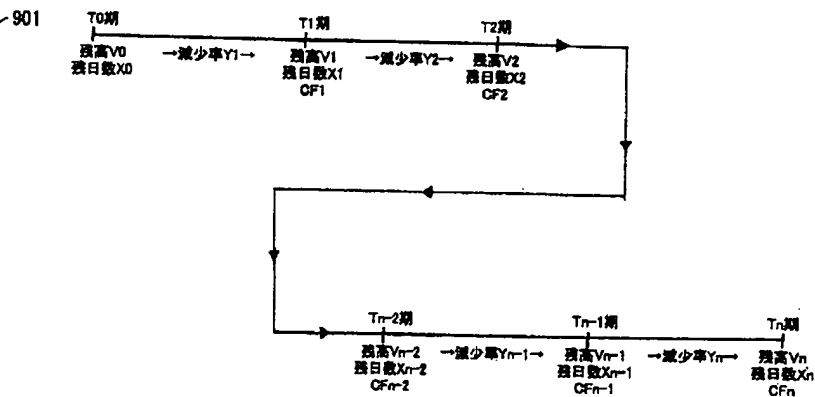 901
T0期 T1期 T2期
残高V0 →減少率Y1→ 残高V1 →減少率Y2→ 残高V2
残日数X0 残日数X1 残日数X2
CF1 CF2
Tn-2期 Tn-1期 Tn期
残高Vn-2 →減少率Yn-1→ 残高Vn-1 →減少率Yn→ 残高Vn
残日数Xn-2 残日数Xn-1 残日数Xn
CFn-2 CFn-1 CFn